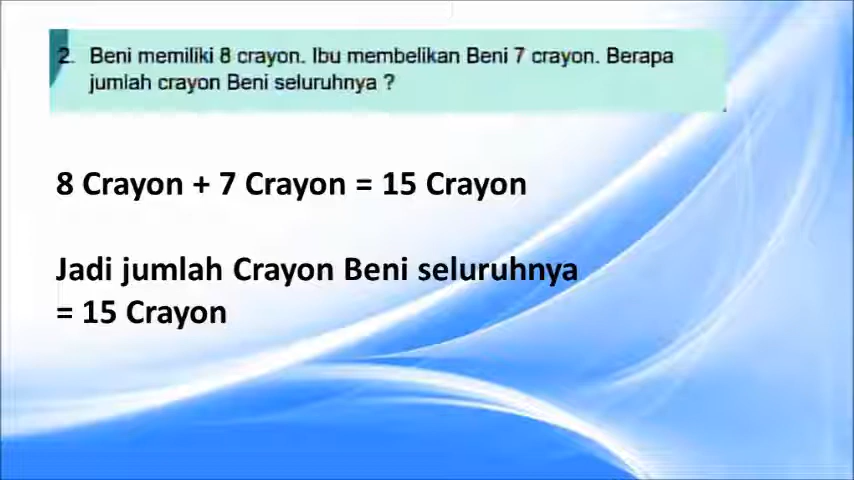 2. Beni memiliki 8 crayon. Ibu membelikan Beni 7 crayon. Berapa
jumlah crayon Beni seluruhnya ?
8 Crayon + 7 Crayon = 15 Crayon
Jadi jumlah Crayon Beni seluruhnya
= 15 Crayon